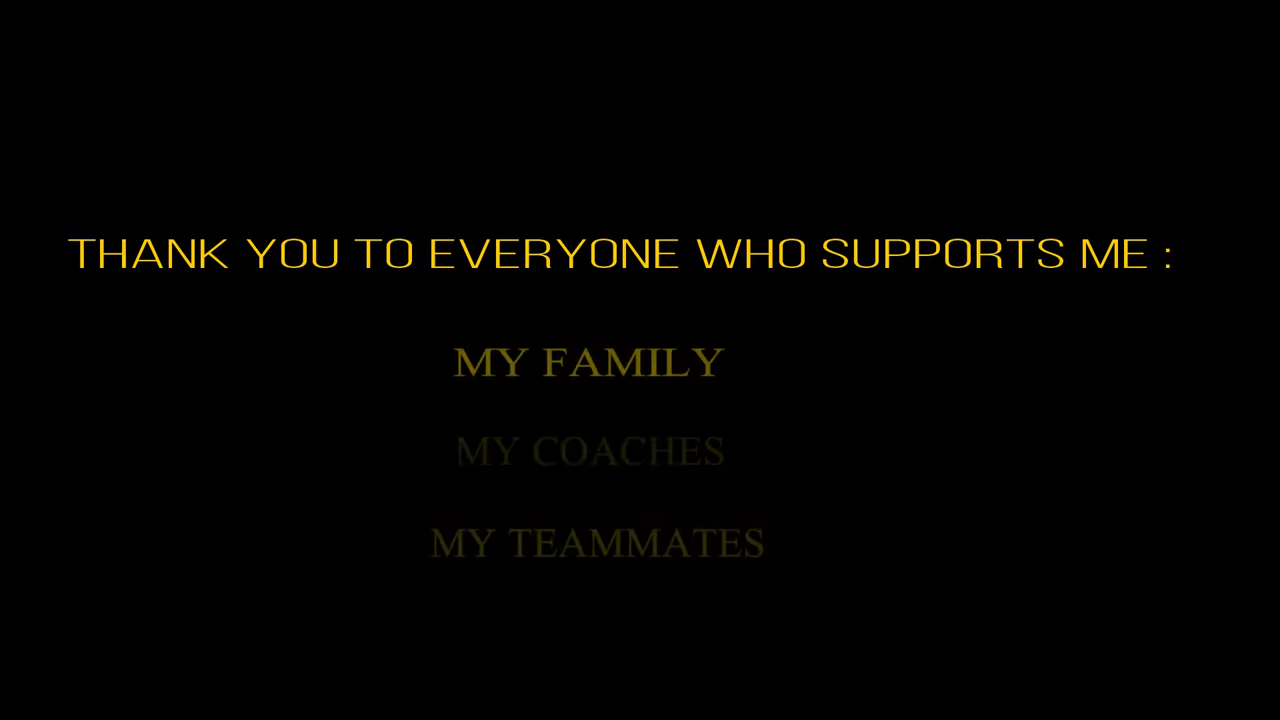 THANK YOU TO EVERYONE WHO SUPPORTS ME :
MY FAMILY
MY COACHES
MY TEAMMATES